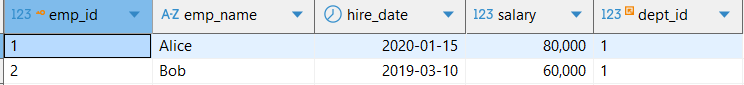 123 emp_id A-Z emp_name hire_date 123 salary 123 dept_id
1 Alice 2020-01-15 80,000 1
2 Bob 2019-03-10 60,000 1